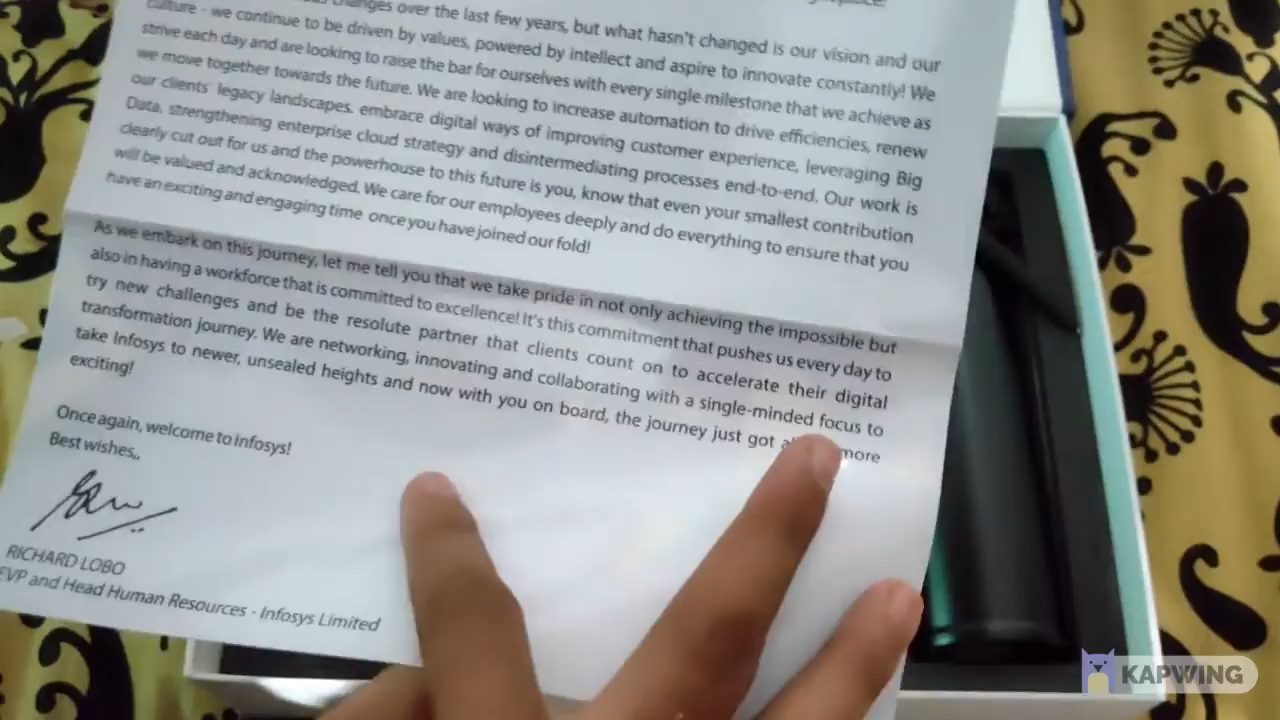 changes over the last few years, but what hasn't changed is our vision and our
culture - we continue to be driven by values, powered by intellect and aspire to innovate constantly! We
strive each day and are looking to raise the bar for ourselves with every single milestone that we achieve as
we move together towards the future. We are looking to increase automation to drive efficiencies, renew
our clients' legacy landscapes, embrace digital ways of improving customer experience, leveraging Big
Data, strengthening enterprise cloud strategy and disintermediating processes end-to-end. Our work is
clearly cut out for us and the powerhouse to this future is you, know that even your smallest contribution
will be valued and acknowledged. We care for our employees deeply and do everything to ensure that you
have an exciting and engaging time once you have joined our fold!
As we embark on this journey, let me tell you that we take pride in not only achieving the impossible but
also in having a workforce that is committed to excellence! It's this commitment that pushes us every day to
try new challenges and be the resolute partner that clients count on to accelerate their digital
transformation journey. We are networking, innovating and collaborating with a single-minded focus to
take Infosys to newer, unsealed heights and now with you on board, the journey just got more
exciting!
Once again, welcome to Infosys!
Best wishes,,
RICHARD LOBO
EVP and Head Human Resources - Infosys Limited
KAPWING